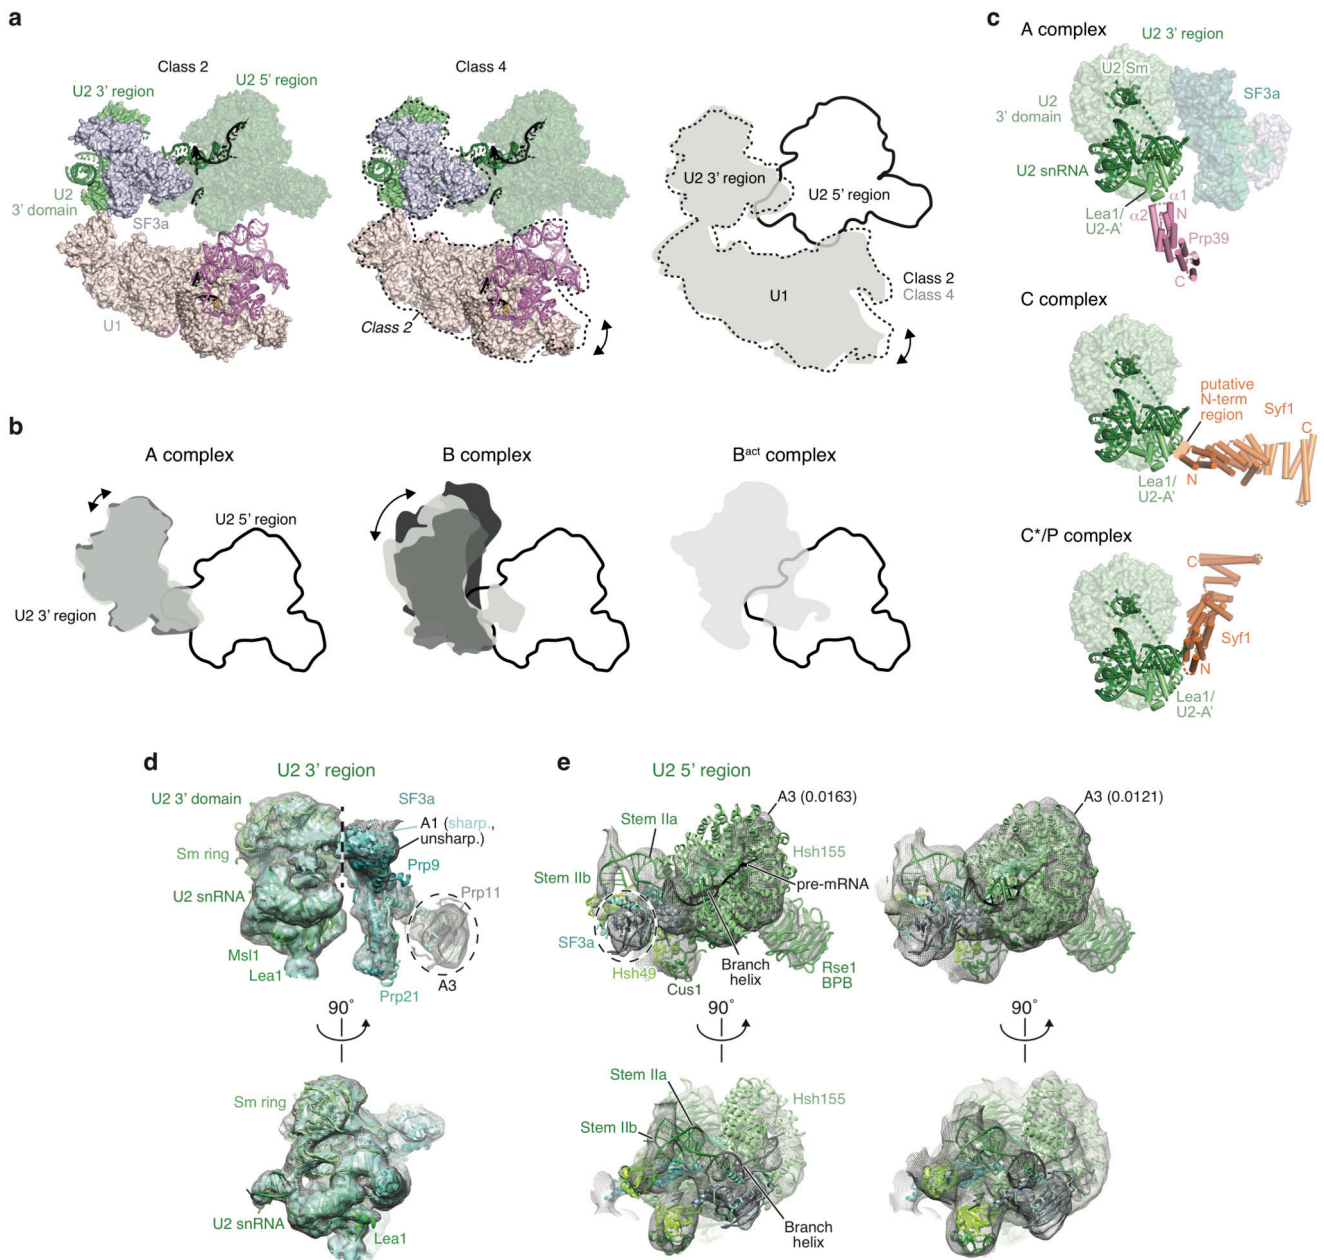 a
Class 2
U2 3’ region
U2 5’ region
U2
3’ domain
SF3a
U1
Class 4
Class 2
U2 3’ region
U2 5’ region
U1
Class 2
Class 4
b
A complex
U2 5’ region
U2 3’ region
B complex
Bact complex
c
A complex
U2 3’ region
U2 Sm
SF3a
U2
3’ domain
U2 snRNA
Lea1/
U2-A’
α1
α2
N
Prp39
C
C complex
putative
N-term
region
Syf1
C
N
Lea1/
U2-A’
C*/P complex
C
Syf1
N
Lea1/
U2-A’
d
U2 3’ region
U2 3’ domain
SF3a
A1 (sharp.,
unsharp.)
Sm ring
Prp9
U2 snRNA
Prp11
Msl1
Lea1
A3
Prp21
90°
Sm ring
U2 snRNA
Lea1
e
U2 5’ region
A3 (0.0163)
Stem IIa
Hsh155
Stem IIb
pre-mRNA
SF3a
Hsh49
Branch
helix
Cus1
Rse1
BPB
A3 (0.0121)
90°
90°
Stem IIa
Hsh155
Stem IIb
Branch
helix